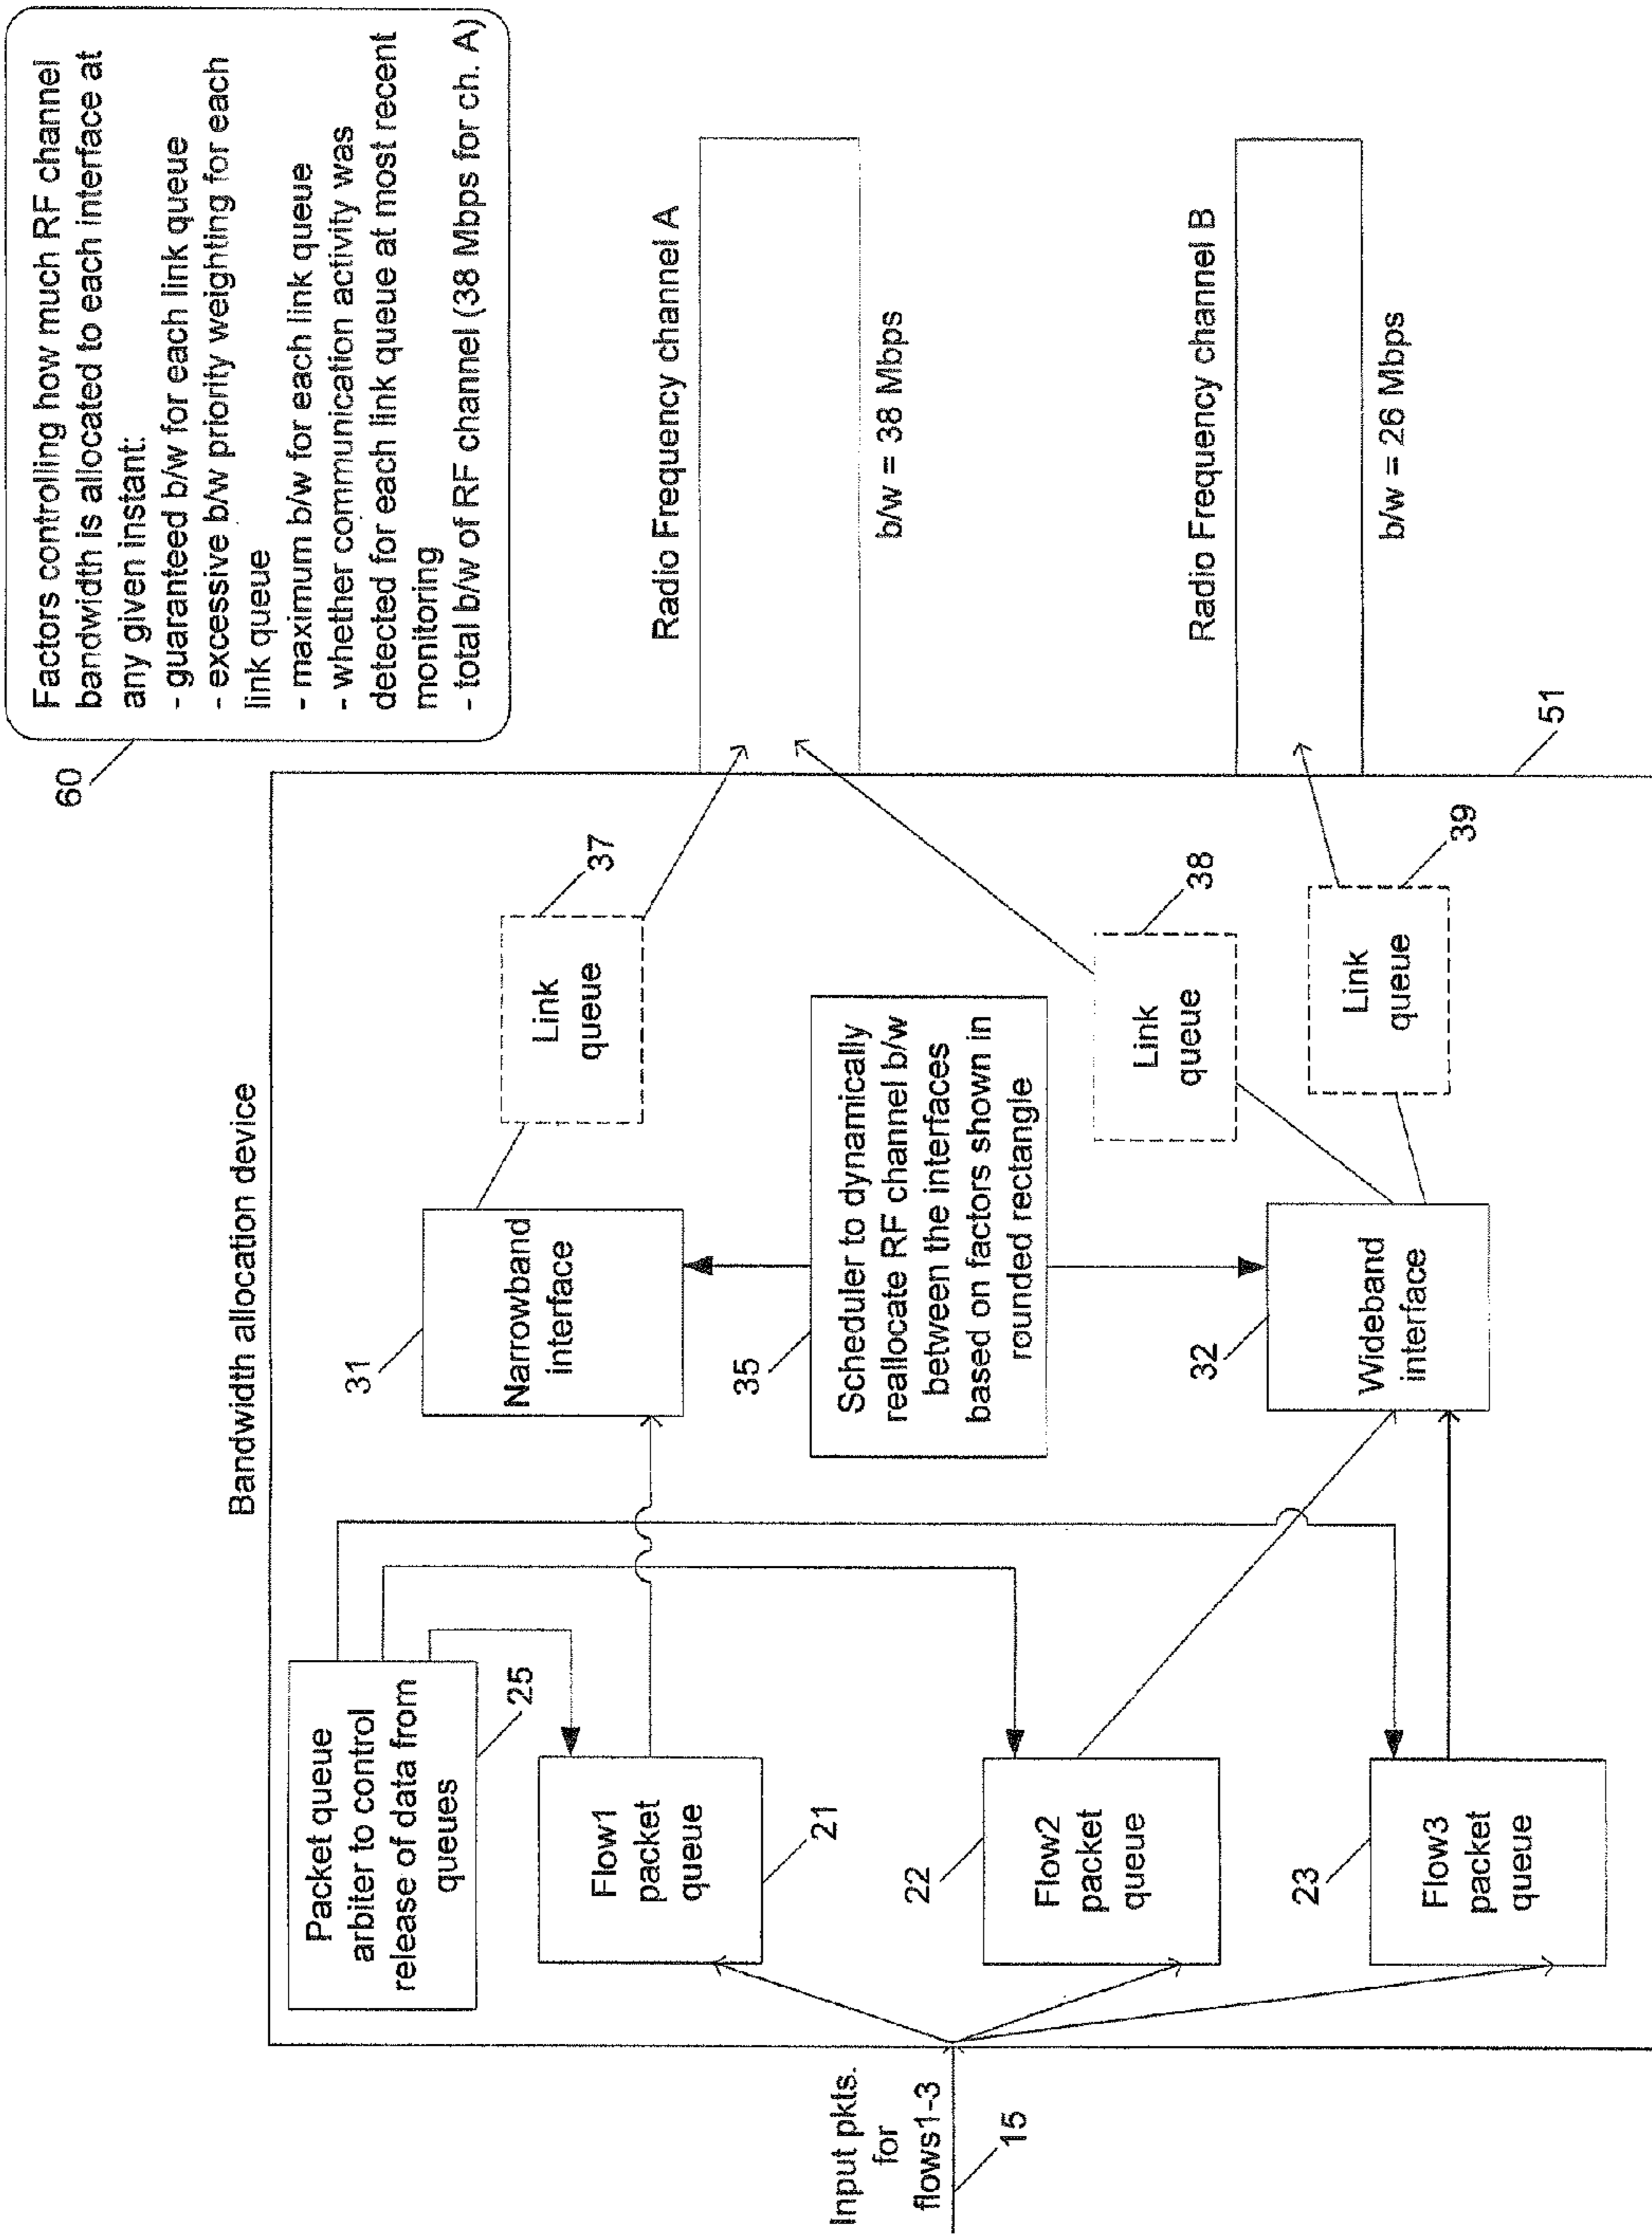 Factors controlling how much RF channel
bandwidth is allocated to each interface at
any given instant:
- guaranteed b/w for each link queue
- excessive b/w priority weighting for each
link queue
- maximum b/w for each link queue
- whether communication activity was
detected for each link queue at most recent
monitoring
- total b/w of RF channel (38 Mbps for ch. A)
60
Bandwidth allocation device
Packet queue
arbiter to control
release of data from
queues
25
31
Narrowband
interface
Link
queue
37
Radio Frequency channel A
b/w = 38 Mbps
Flow1
packet
queue
21
35
Scheduler to dynamically
reallocate RF channel b/w
between the interfaces
based on factors shown in
rounded rectangle
Input pkts.
for
flows1-3
15
22
Flow2
packet
queue
Link
queue
38
Radio Frequency channel B
b/w = 26 Mbps
23
Flow3
packet
queue
32
Wideband
interface
Link
queue
39
51